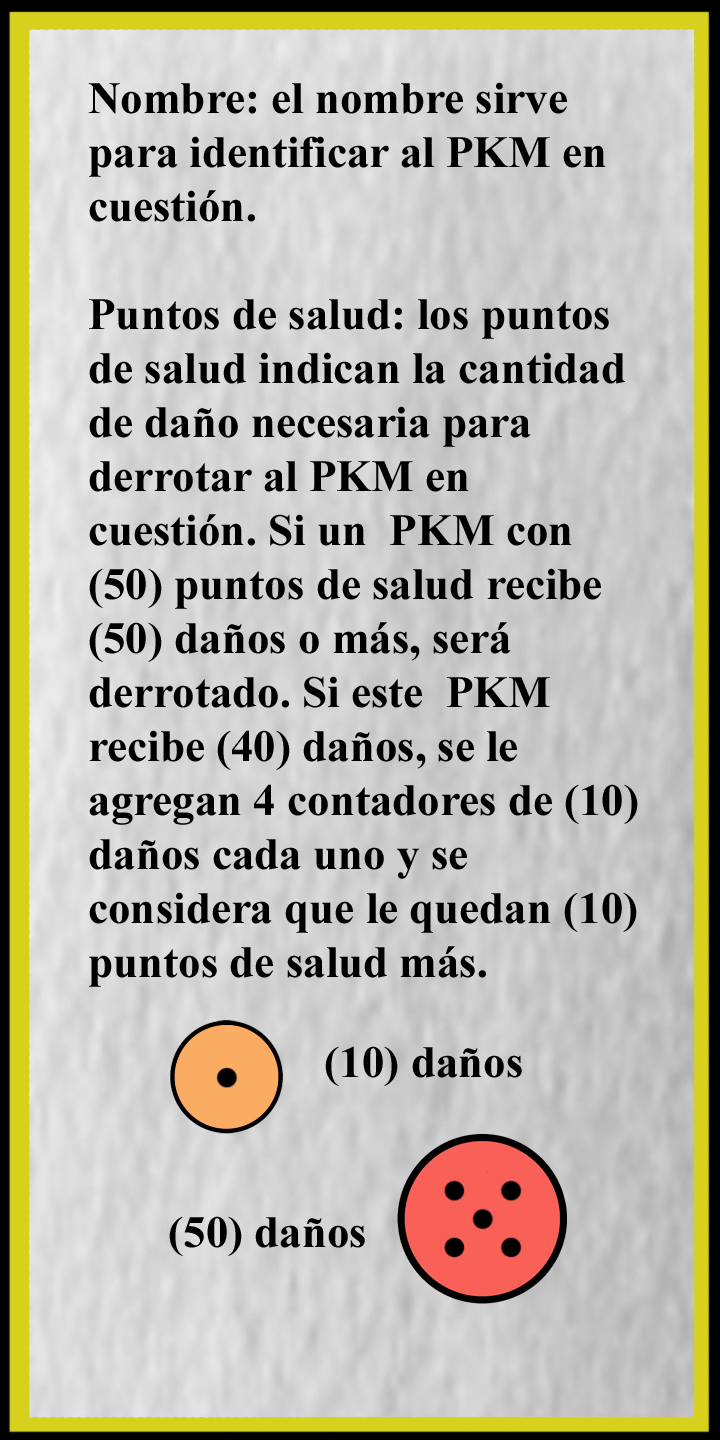 Nombre: el nombre sirve
para identificar al PKM en
cuestión.
Puntos de salud: los puntos
de salud indican la cantidad
de daño necesaria para
derrotar al PKM en
cuestión. Si un  PKM con
(50) puntos de salud recibe
(50) daños o más, será
derrotado. Si este  PKM
recibe (40) daños, se le
agregan 4 contadores de (10)
daños cada uno y se
considera que le quedan (10)
puntos de salud más.
(10) daños
(50) daños